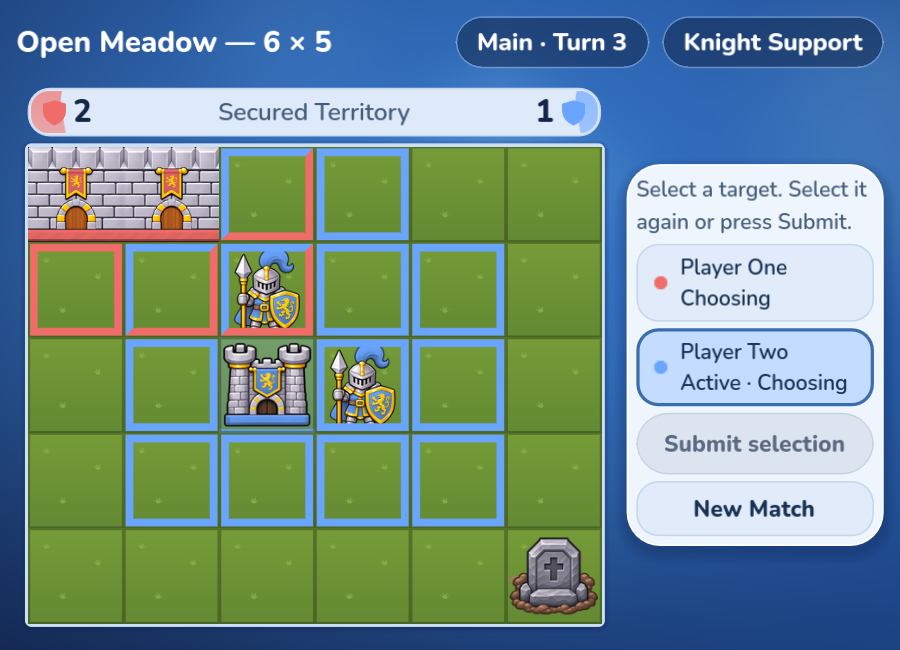 Open Meadow — 6 × 5
Main · Turn 3
Knight Support
2
Secured Territory
1
Select a target. Select it
again or press Submit.
Player One
Choosing
Player Two
Active · Choosing
Submit selection
New Match